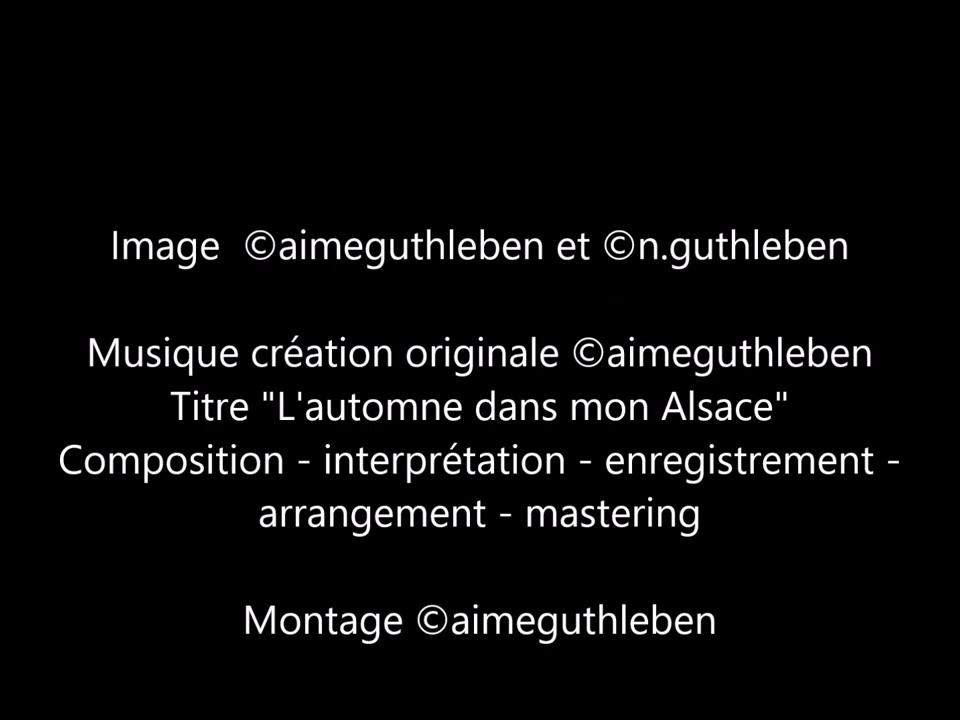 Image  ©aimeguthleben et ©n.guthleben
Musique création originale ©aimeguthleben
Titre "L'automne dans mon Alsace"
Composition - interprétation - enregistrement -
arrangement - mastering
Montage ©aimeguthleben